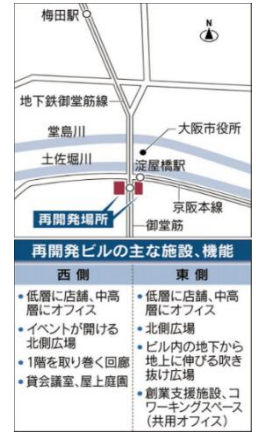 梅田駅
N
地下鉄御堂筋線
堂島川
大阪市役所
土佐堀川
淀屋橋駅
京阪本線
再開発場所
御堂筋
再開発ビルの主な施設、機能
西側
・低層に店舗、中高
層にオフィス
・イベントが開ける
北側広場
・1階を取り巻く回廊
・貸会議室、屋上庭園
東側
・低層に店舗、中高
層にオフィス
・北側広場
・ビル内の地下から
地上に伸びる吹き
抜け広場
・創業支援施設、コ
ワーキングスペース
(共用オフィス)